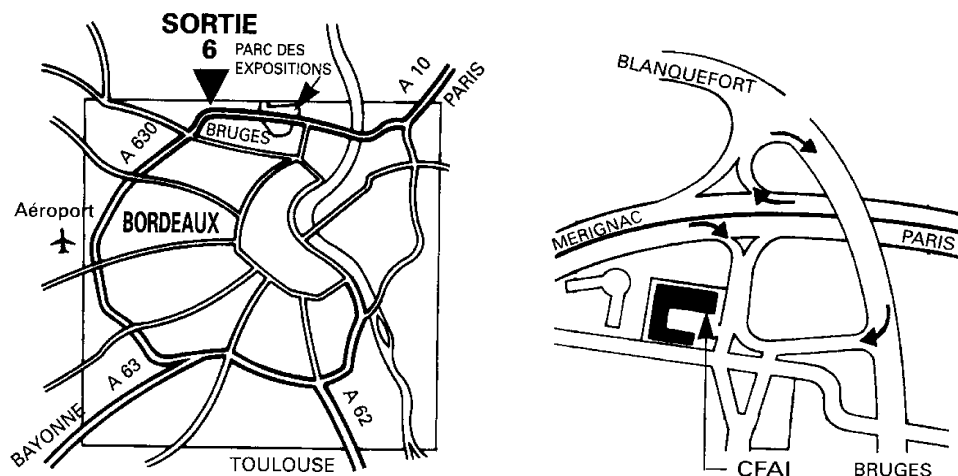 SORTIE
6
PARC DES
EXPOSITIONS
A 10
PARIS
BRUGES
A 630
Aéroport
BORDEAUX
A 63
BAYONNE
A 62
TOULOUSE
BLANQUEFORT
MERIGNAC
PARIS
CFAI
BRUGES